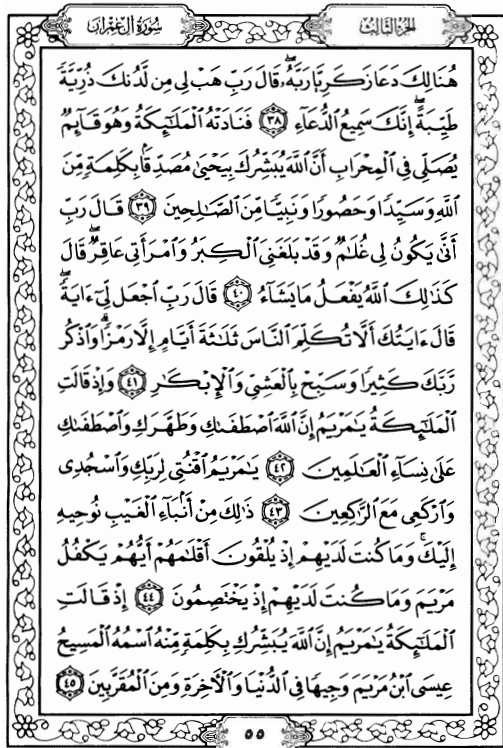 الجزء الثالث سورة آل عمران
هُنَالِكَ دَعَا زَكَرِيَّا رَبَّهُۥۖ قَالَ رَبِّ هَبْ لِى مِن لَّدُنكَ ذُرِّيَّةً
طَيِّبَةًۖ إِنَّكَ سَمِيعُ ٱلدُّعَآءِ ٣٨ فَنَادَتْهُ ٱلْمَلَٰٓئِكَةُ وَهُوَ قَآئِمٌ
يُصَلِّى فِى ٱلْمِحْرَابِ أَنَّ ٱللَّهَ يُبَشِّرُكَ بِيَحْيَىٰ مُصَدِّقًۢا بِكَلِمَةٍ مِّنَ
ٱللَّهِ وَسَيِّدًا وَحَصُورًا وَنَبِيًّا مِّنَ ٱلصَّٰلِحِينَ ٣٩ قَالَ رَبِّ
أَنَّىٰ يَكُونُ لِى غُلَٰمٌ وَقَدْ بَلَغَنِىَ ٱلْكِبَرُ وَٱمْرَأَتِى عَاقِرٌۖ قَالَ
كَذَٰلِكَ ٱللَّهُ يَفْعَلُ مَا يَشَآءُ ٤٠ قَالَ رَبِّ ٱجْعَل لِّىٓ ءَايَةًۖ
قَالَ ءَايَتُكَ أَلَّا تُكَلِّمَ ٱلنَّاسَ ثَلَٰثَةَ أَيَّامٍ إِلَّا رَمْزًاۗ وَٱذْكُر
رَّبَّكَ كَثِيرًا وَسَبِّحْ بِٱلْعَشِىِّ وَٱلْإِبْكَٰرِ ٤١ وَإِذْ قَالَتِ
ٱلْمَلَٰٓئِكَةُ يَٰمَرْيَمُ إِنَّ ٱللَّهَ ٱصْطَفَىٰكِ وَطَهَّرَكِ وَٱصْطَفَىٰكِ
عَلَىٰ نِسَآءِ ٱلْعَٰلَمِينَ ٤٢ يَٰمَرْيَمُ ٱقْنُتِى لِرَبِّكِ وَٱسْجُدِى
وَٱرْكَعِى مَعَ ٱلرَّٰكِعِينَ ٤٣ ذَٰلِكَ مِنْ أَنۢبَآءِ ٱلْغَيْبِ نُوحِيهِ
إِلَيْكَۚ وَمَا كُنتَ لَدَيْهِمْ إِذْ يُلْقُونَ أَقْلَٰمَهُمْ أَيُّهُمْ يَكْفُلُ
مَرْيَمَ وَمَا كُنتَ لَدَيْهِمْ إِذْ يَخْتَصِمُونَ ٤٤ إِذْ قَالَتِ
ٱلْمَلَٰٓئِكَةُ يَٰمَرْيَمُ إِنَّ ٱللَّهَ يُبَشِّرُكِ بِكَلِمَةٍ مِّنْهُ ٱسْمُهُ ٱلْمَسِيحُ
عِيسَى ٱبْنُ مَرْيَمَ وَجِيهًا فِى ٱلدُّنْيَا وَٱلْءَاخِرَةِ وَمِنَ ٱلْمُقَرَّبِينَ ٤٥
٥٥